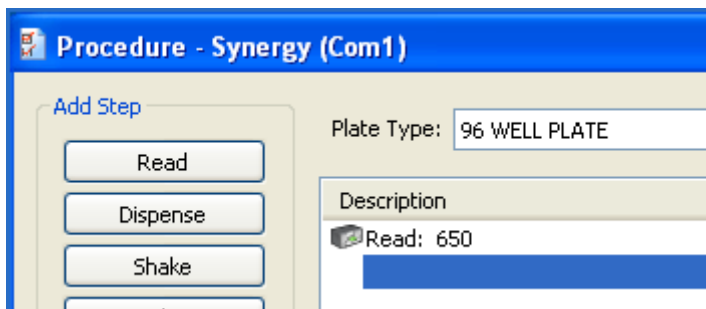 Procedure - Synergy (Com1)
Add Step
Plate Type: 96 WELL PLATE
Read
Dispense
Shake
Description
Read: 650